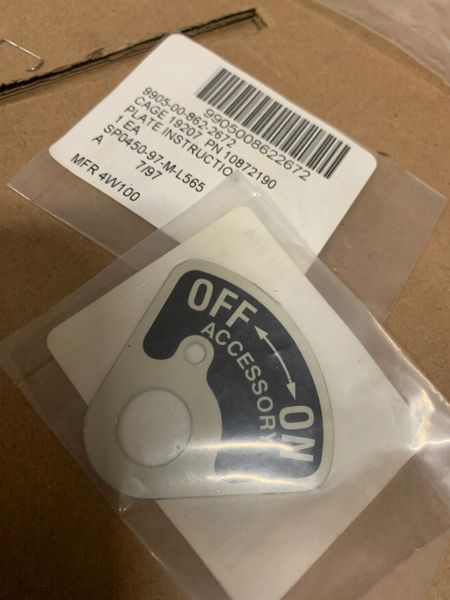 9905008622672
9905-00-862-2672
CAGE 19207 PN 10872190
PLATE INSTRUCTIO
1 EA
A SP0450-97-M-L565
7/97
MFR 4W100
OFF
ACCESSORY
ON